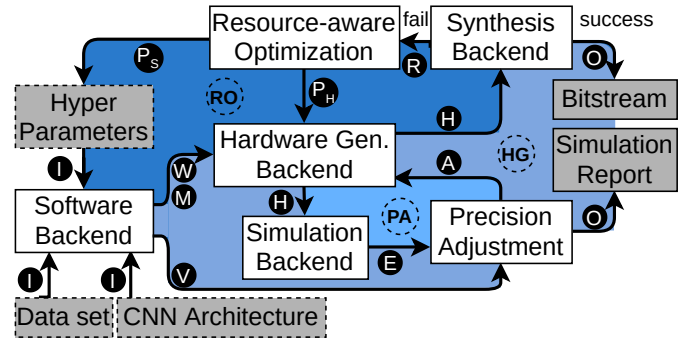 Resource-aware
Optimization
fail
Synthesis
Backend
success
PS
R
O
RO
PH
Hyper
Parameters
Bitstream
H
Hardware Gen.
Backend
I
W
M
A
HG
Simulation
Report
Software
Backend
H
PA
Simulation
Backend
E
Precision
Adjustment
O
V
I
I
Data set
CNN Architecture